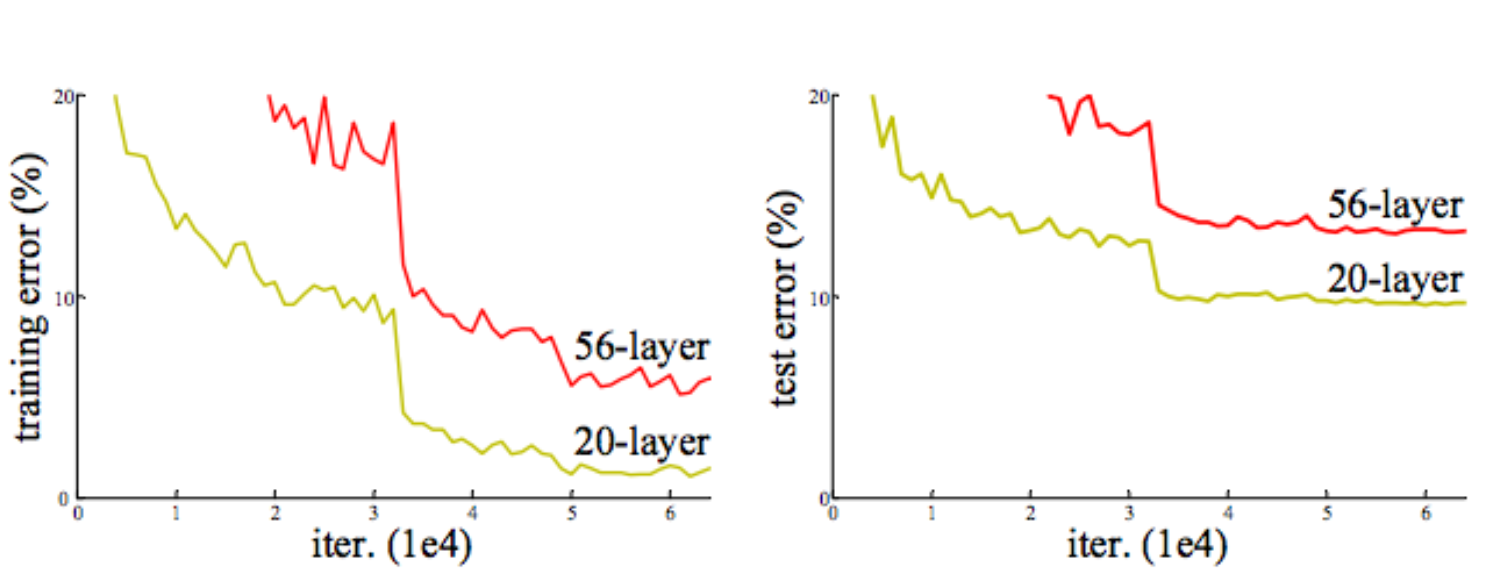 training error (%)
20
10
0
0 1 2 3 4 5 6
iter. (1e4)
56-layer
20-layer
test error (%)
20
10
0
0 1 2 3 4 5 6
iter. (1e4)
56-layer
20-layer